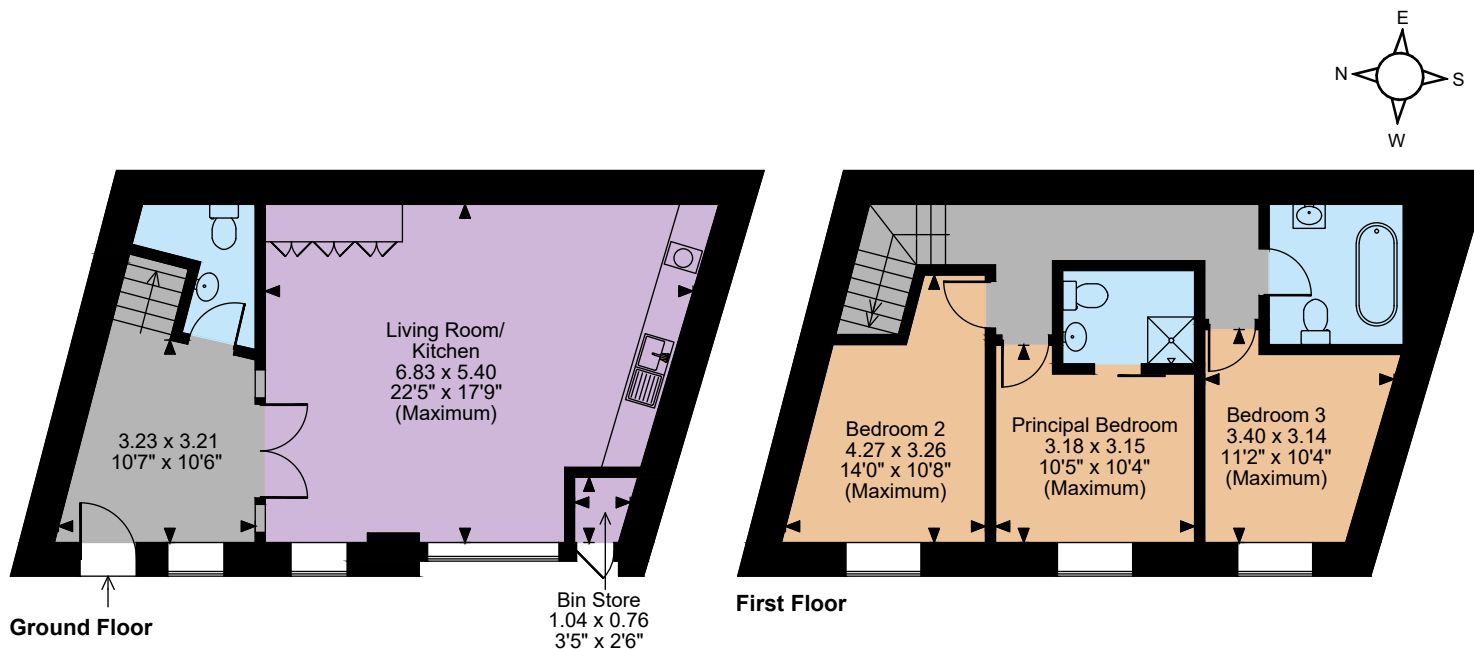 E
N
S
W
Living Room/
Kitchen
6.83 x 5.40
22'5" x 17'9"
(Maximum)
3.23 x 3.21
10'7" x 10'6"
Bin Store
1.04 x 0.76
3'5" x 2'6"
Ground Floor
Bedroom 2
4.27 x 3.26
14'0" x 10'8"
(Maximum)
Principal Bedroom
3.18 x 3.15
10'5" x 10'4"
(Maximum)
Bedroom 3
3.40 x 3.14
11'2" x 10'4"
(Maximum)
First Floor